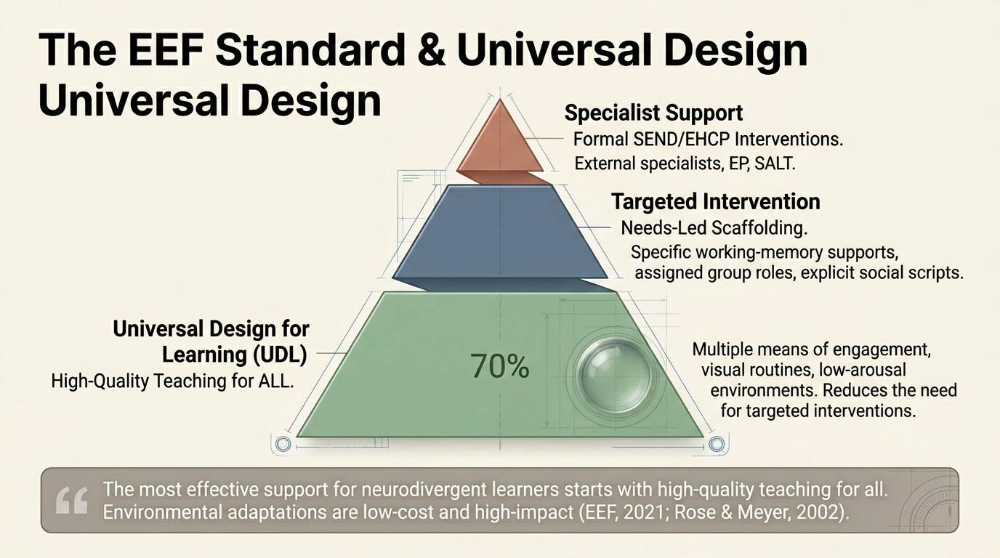 The EEF Standard & Universal Design
Universal Design
Specialist Support
Formal SEND/EHCP Interventions.
External specialists, EP, SALT.
Targeted Intervention
Needs-Led Scaffolding.
Specific working-memory supports,
assigned group roles, explicit social scripts.
Universal Design for
Learning (UDL)
High-Quality Teaching for ALL.
70%
Multiple means of engagement,
visual routines, low-arousal
environments. Reduces the need
for targeted interventions.
“
The most effective support for neurodivergent learners starts with high-quality teaching for all.
Environmental adaptations are low-cost and high-impact (EEF, 2021; Rose & Meyer, 2002).